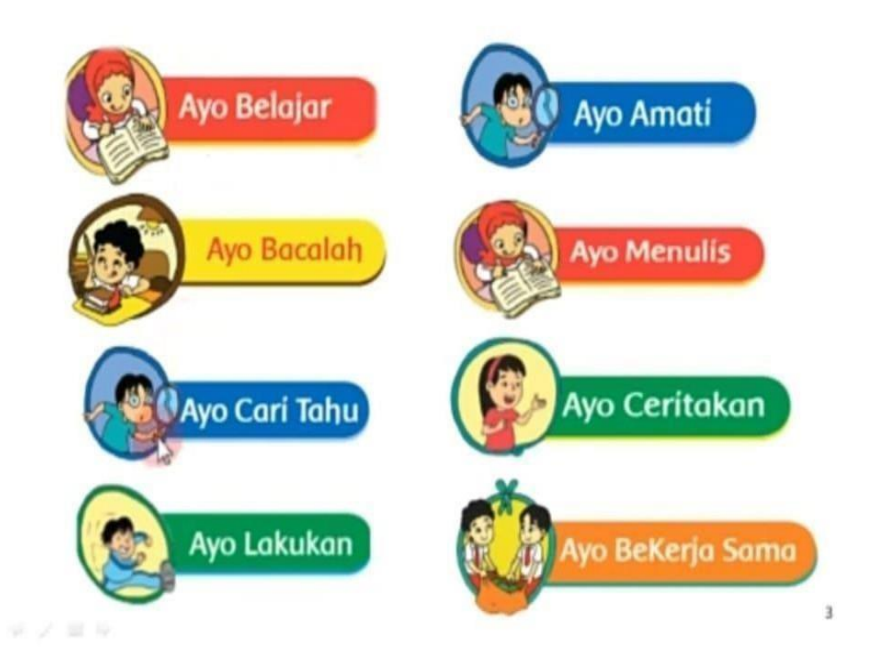 Ayo Belajar
Ayo Amati
Ayo Bacalah
Ayo Menulis
Ayo Cari Tahu
Ayo Ceritakan
Ayo Lakukan
Ayo BeKerja Sama
3